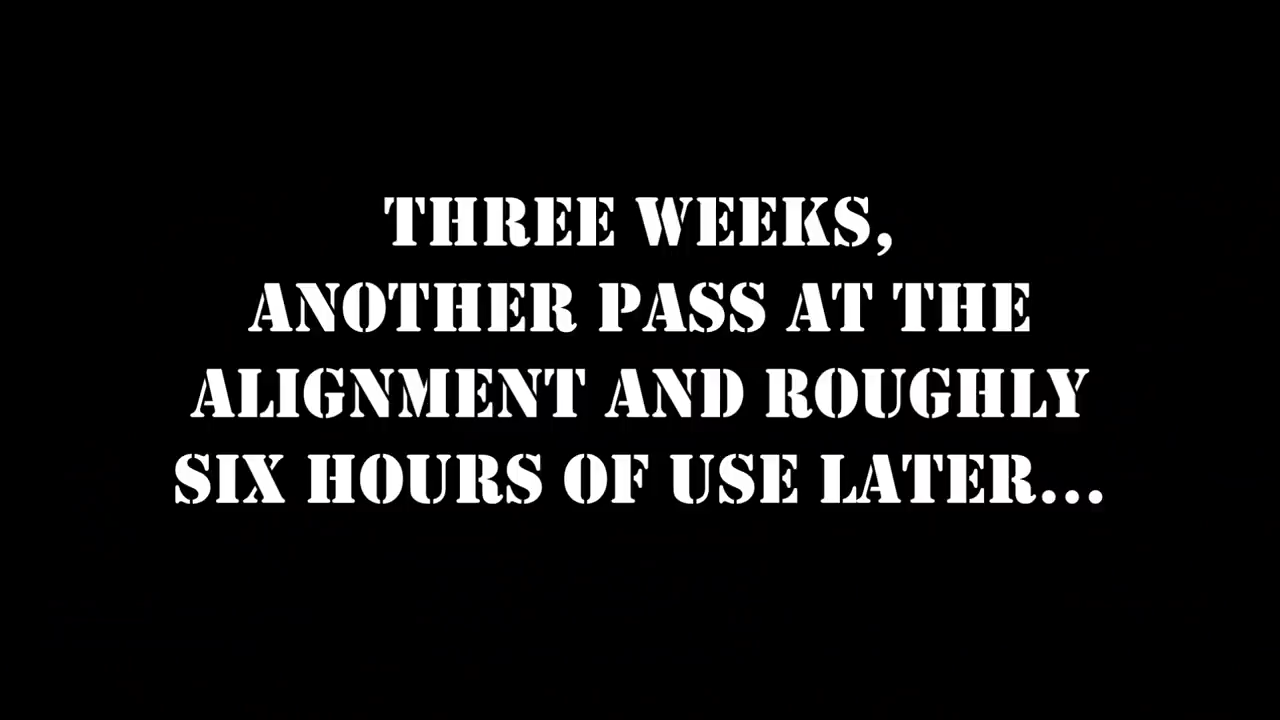 THREE WEEKS,
ANOTHER PASS AT THE
ALIGNMENT AND ROUGHLY
SIX HOURS OF USE LATER...